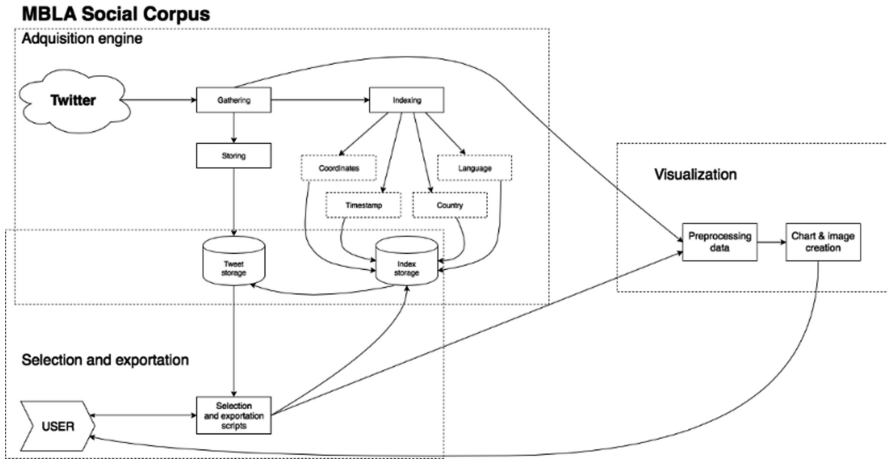 MBLA Social Corpus
Adquisition engine
Twitter
Gathering
Indexing
Storing
Coordinates
Language
Timestamp
Country
Visualization
Preprocessing
data
Chart & image
creation
Tweet
storage
Index
storage
Selection and exportation
Selection
and exportation
scripts
USER